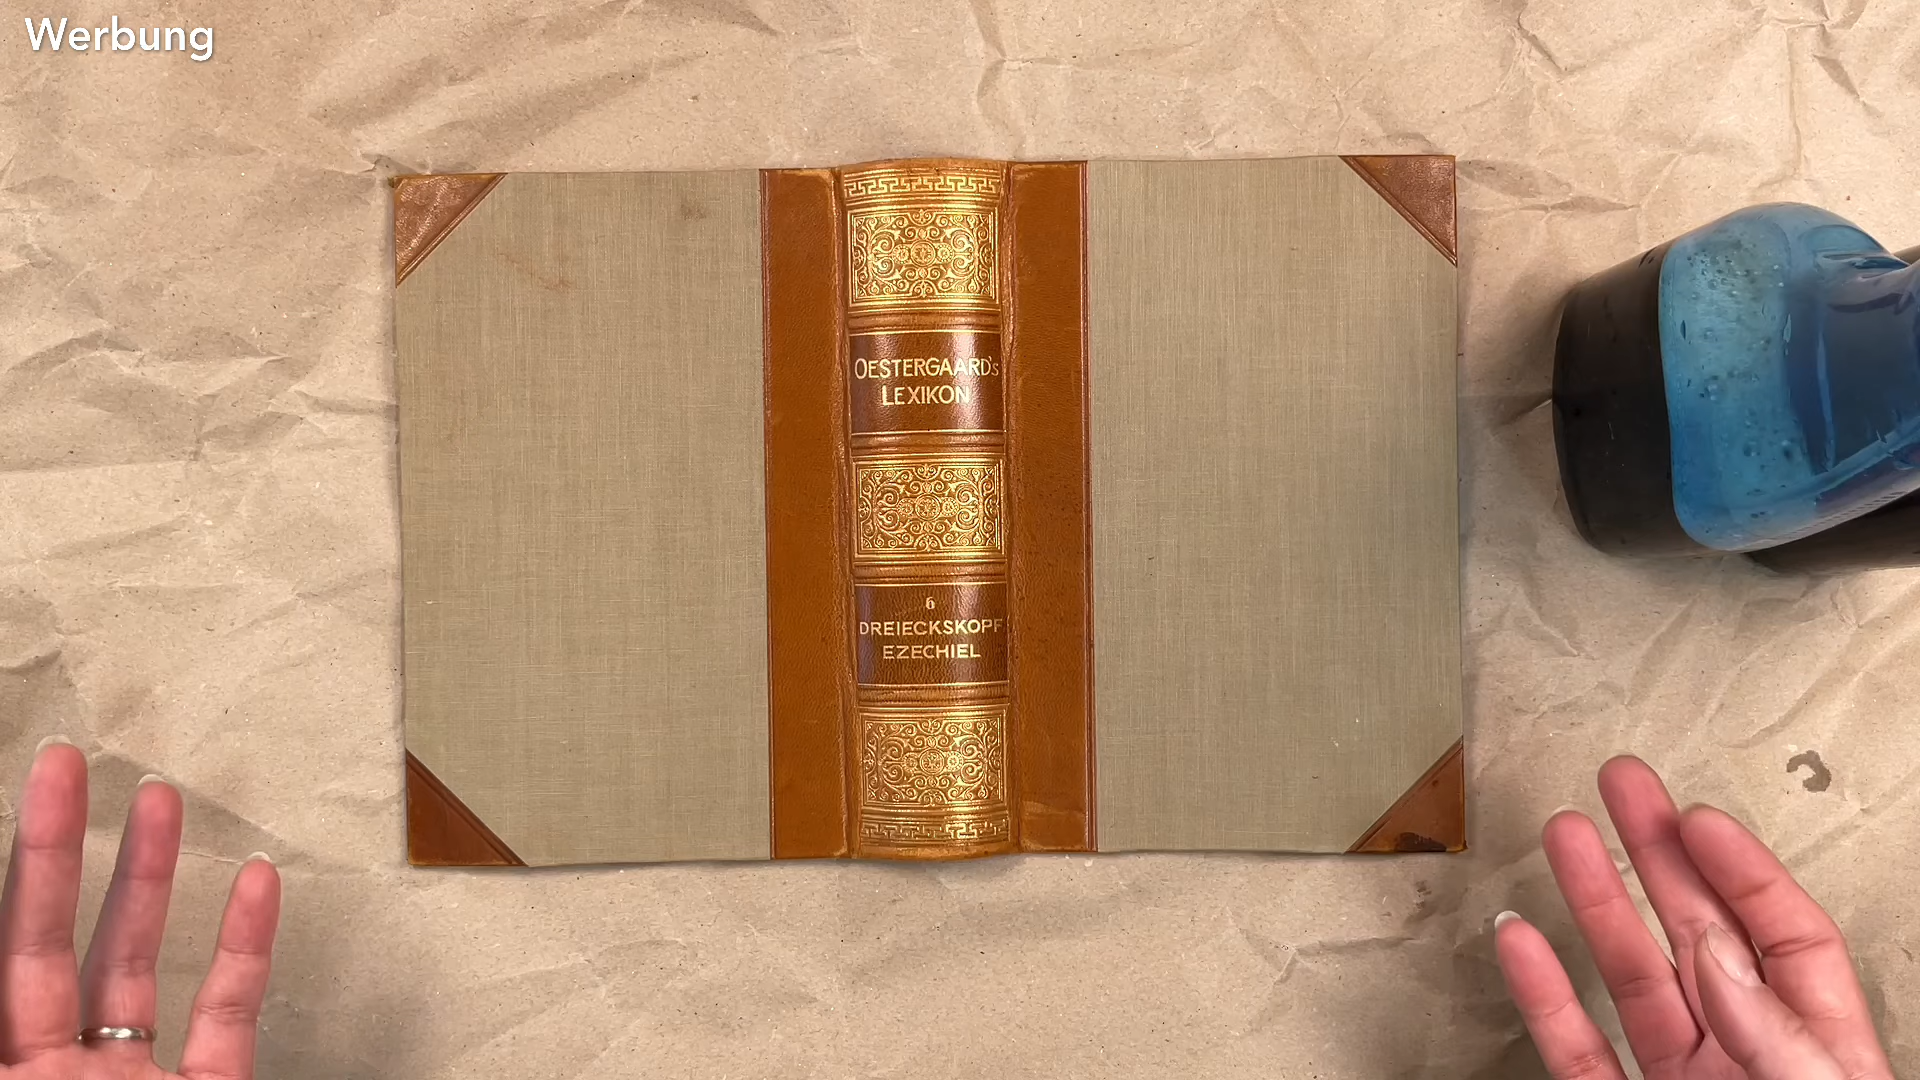 Werbung
OESTERGAARD'S
LEXIKON
6
DREIECKSKOPF
EZECHIEL